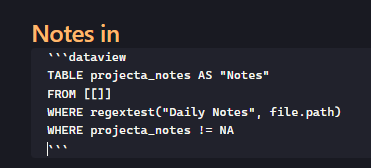 Notes in
```dataview
TABLE projecta_notes AS "Notes"
FROM [[]]
WHERE regextest("Daily Notes", file.path)
WHERE projecta_notes != NA
```